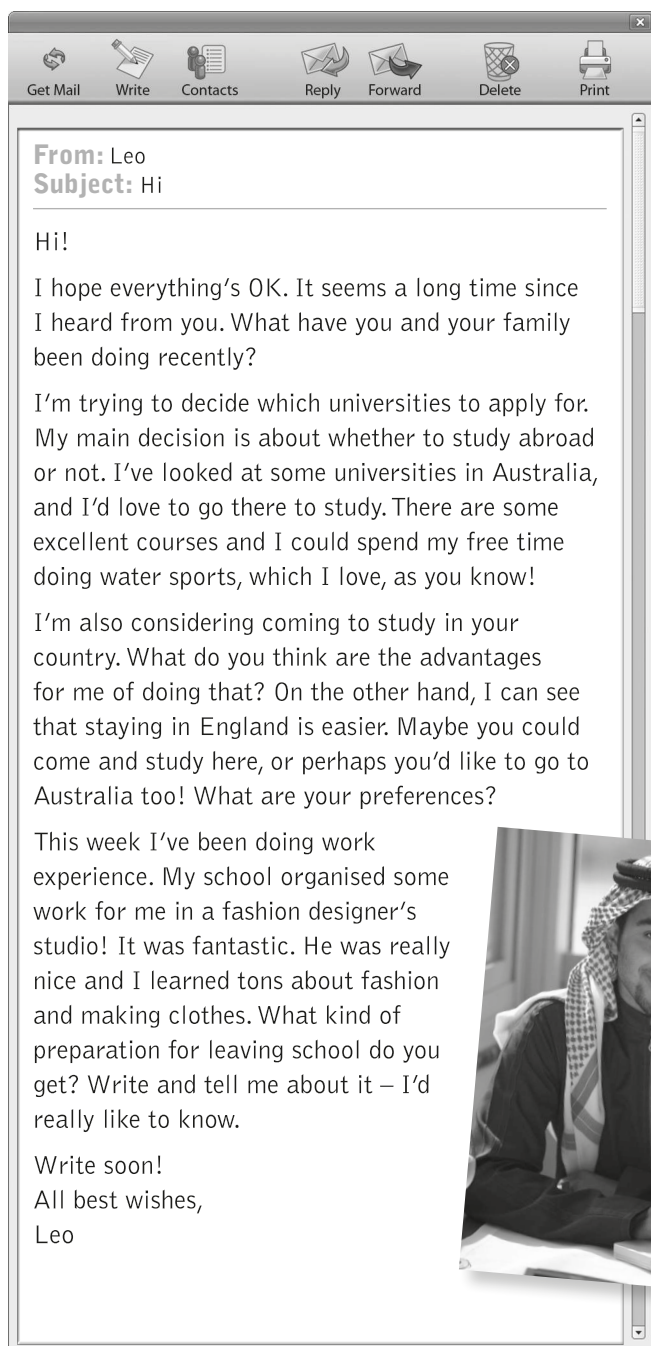 Get Mail Write Contacts Reply Forward Delete Print
From: Leo
Subject: Hi
Hi!
I hope everything's OK. It seems a long time since
I heard from you. What have you and your family
been doing recently?
I'm trying to decide which universities to apply for.
My main decision is about whether to study abroad
or not. I've looked at some universities in Australia,
and I'd love to go there to study. There are some
excellent courses and I could spend my free time
doing water sports, which I love, as you know!
I'm also considering coming to study in your
country. What do you think are the advantages
for me of doing that? On the other hand, I can see
that staying in England is easier. Maybe you could
come and study here, or perhaps you'd like to go to
Australia too! What are your preferences?
This week I've been doing work
experience. My school organised some
work for me in a fashion designer's
studio! It was fantastic. He was really
nice and I learned tons about fashion
and making clothes. What kind of
preparation for leaving school do you
get? Write and tell me about it – I'd
really like to know.
Write soon!
All best wishes,
Leo